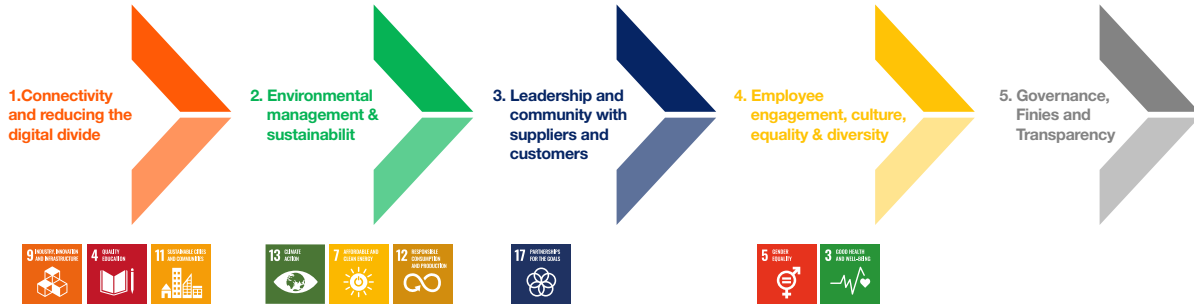 1.Connectivity
and reducing the
digital divide
2. Environmental
management &
sustainabilit
3. Leadership and
community with
suppliers and
customers
4. Employee
engagement, culture,
equality & diversity
5. Governance,
Finies and
Transparency
9 INDUSTRY, INNOVATION
AND INFRASTRUCTURE
4 QUALITY
EDUCATION
11 SUSTAINABLE CITIES
AND COMMUNITIES
13 CLIMATE
ACTION
7 AFFORDABLE AND
CLEAN ENERGY
12 RESPONSIBLE
CONSUMPTION
AND PRODUCTION
17 PARTNERSHIPS
FOR THE GOALS
5 GENDER
EQUALITY
3 GOOD HEALTH
AND WELL-BEING